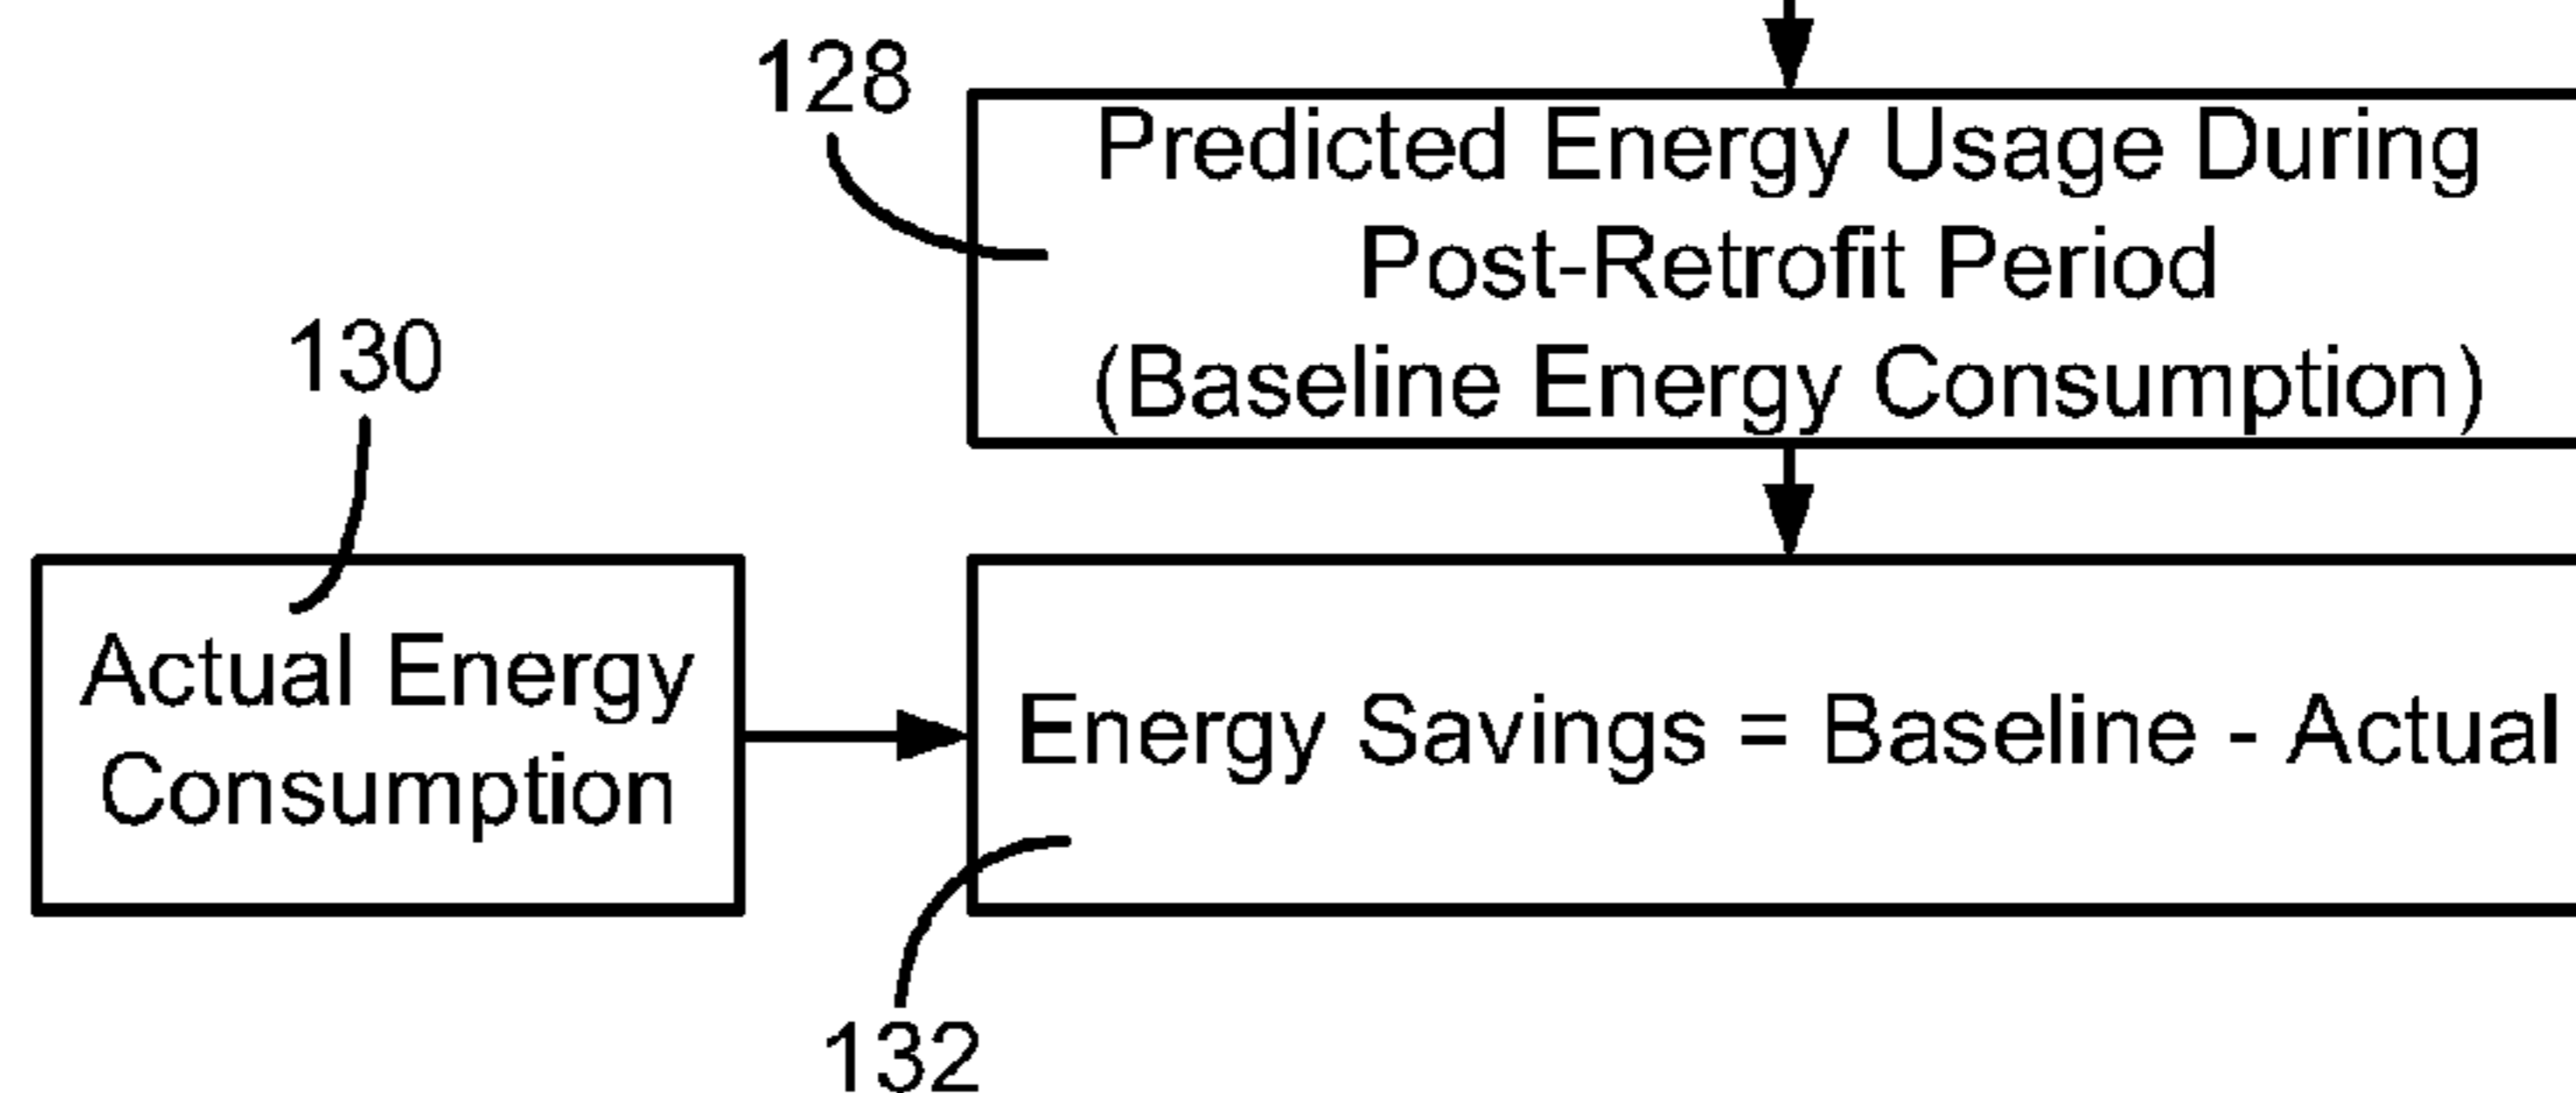 128
Predicted Energy Usage During
Post-Retrofit Period
(Baseline Energy Consumption)
130
Actual Energy
Consumption
Energy Savings = Baseline - Actual
132